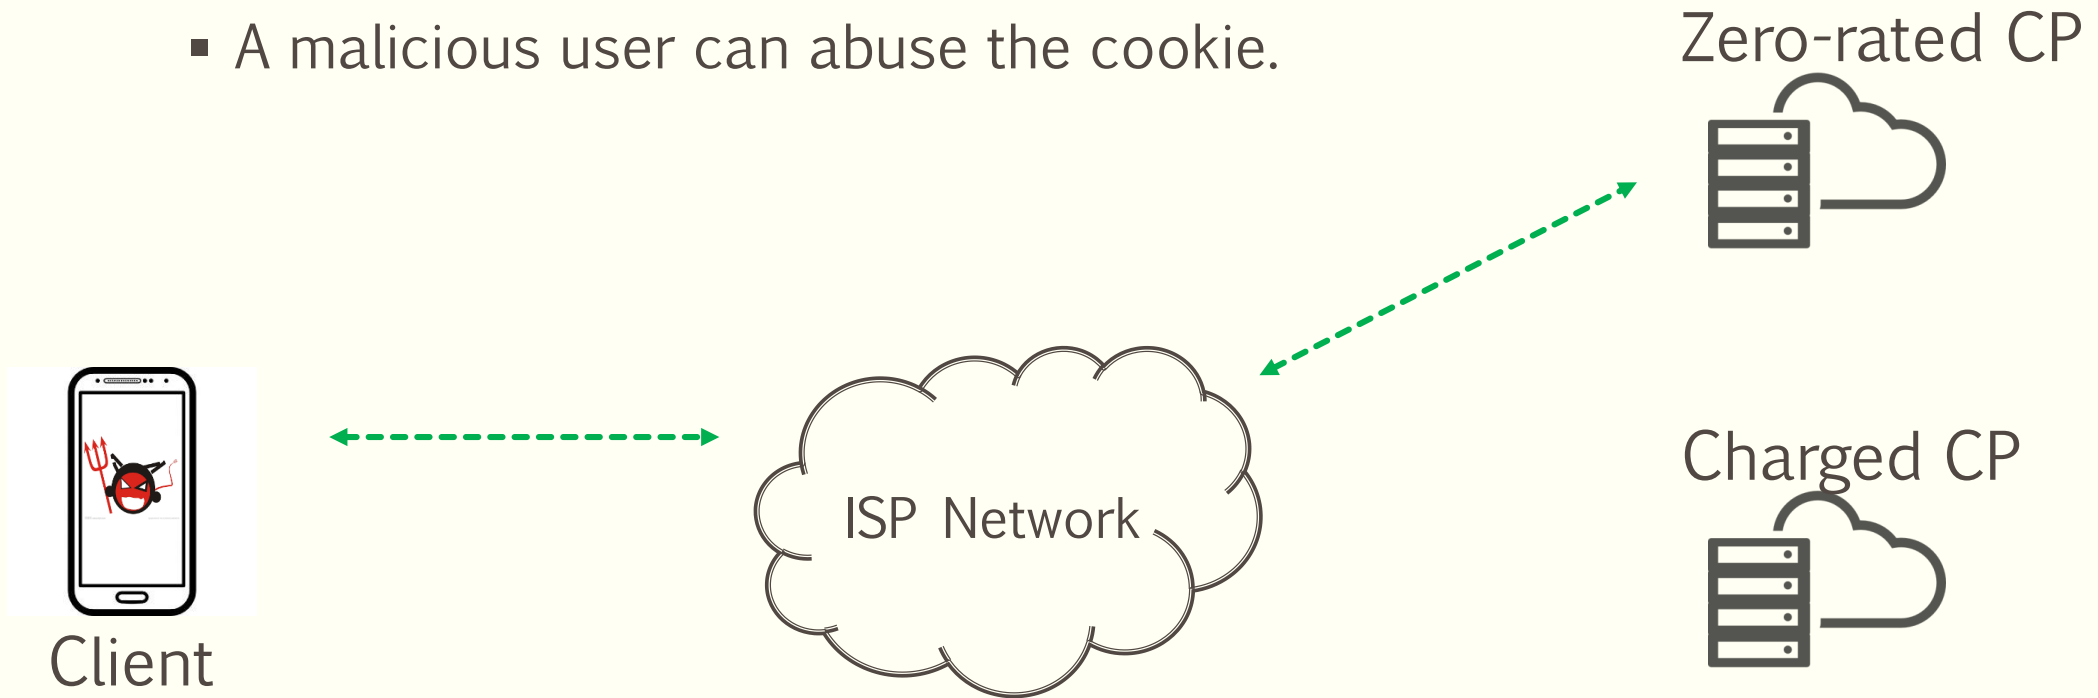 ▪ A malicious user can abuse the cookie.
Zero-rated CP
Charged CP
ISP Network
Client